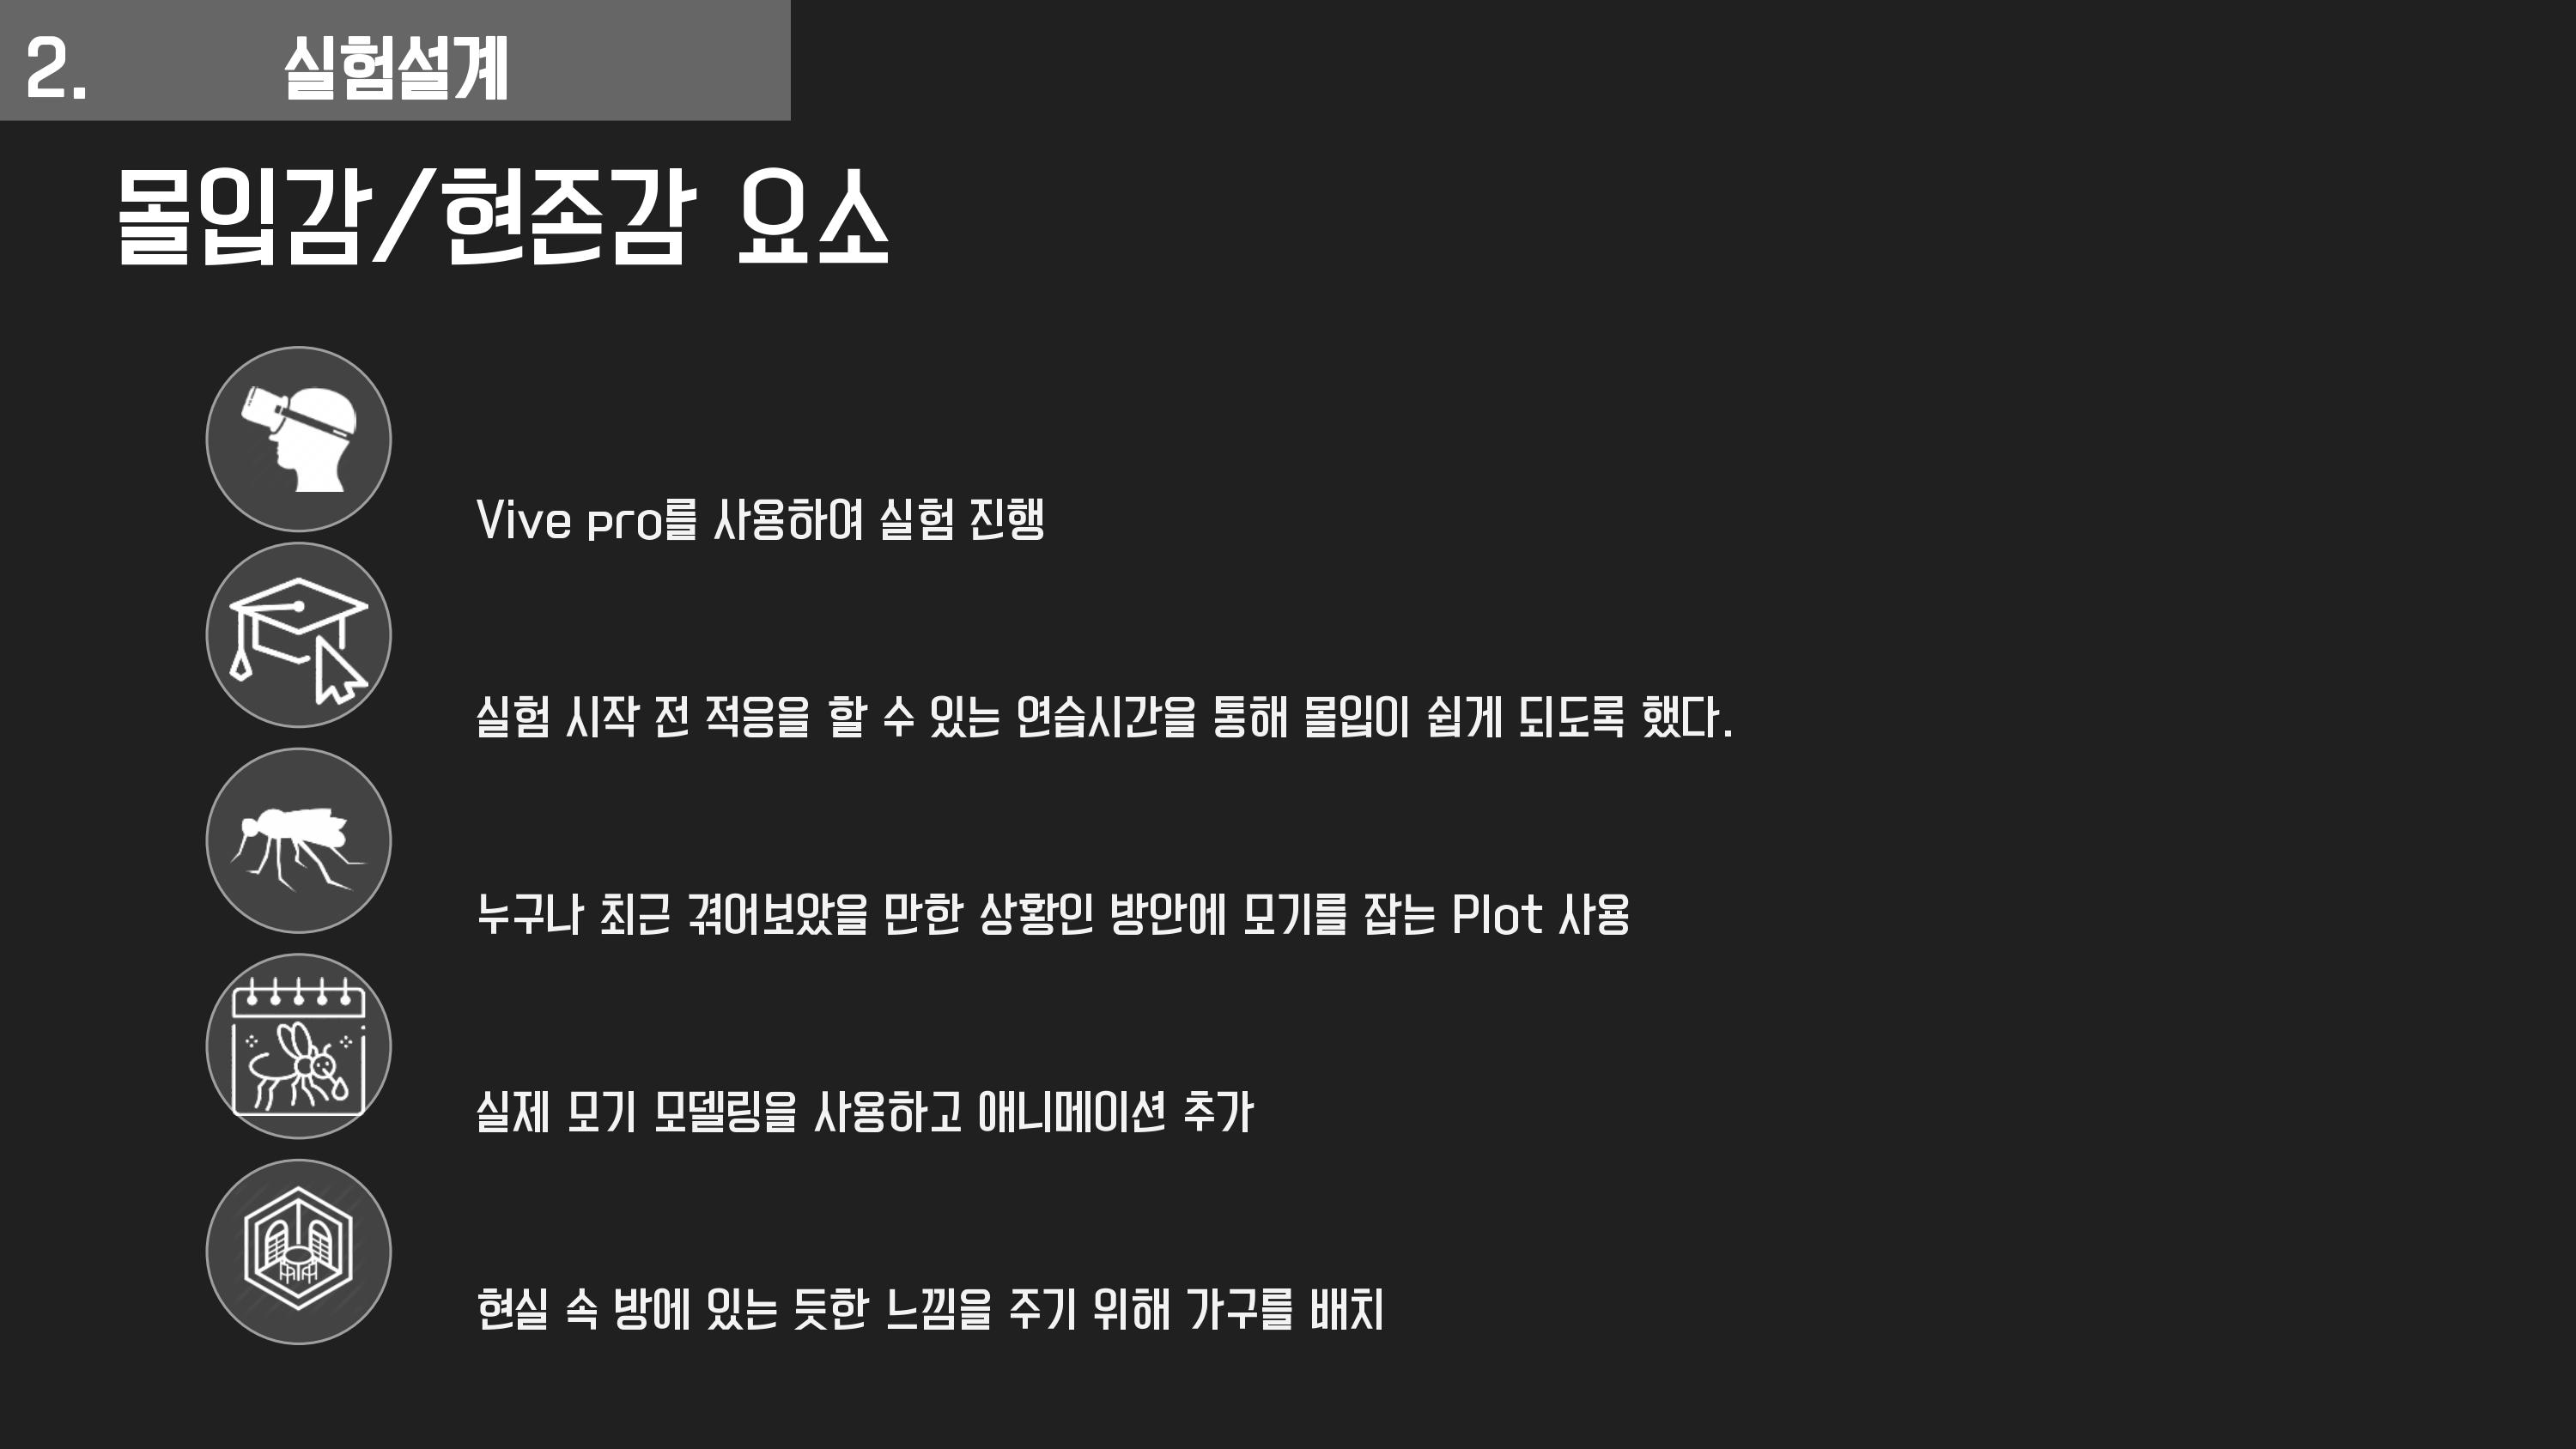 2. 실험설계
몰입감/현존감 요소
Vive pro를 사용하여 실험 진행
실험 시작 전 적응을 할 수 있는 연습시간을 통해 몰입이 쉽게 되도록 했다.
누구나 최근 겪어보았을 만한 상황인 방안에 모기를 잡는 Plot 사용
실제 모기 모델링을 사용하고 애니메이션 추가
현실 속 방에 있는 듯한 느낌을 주기 위해 가구를 배치